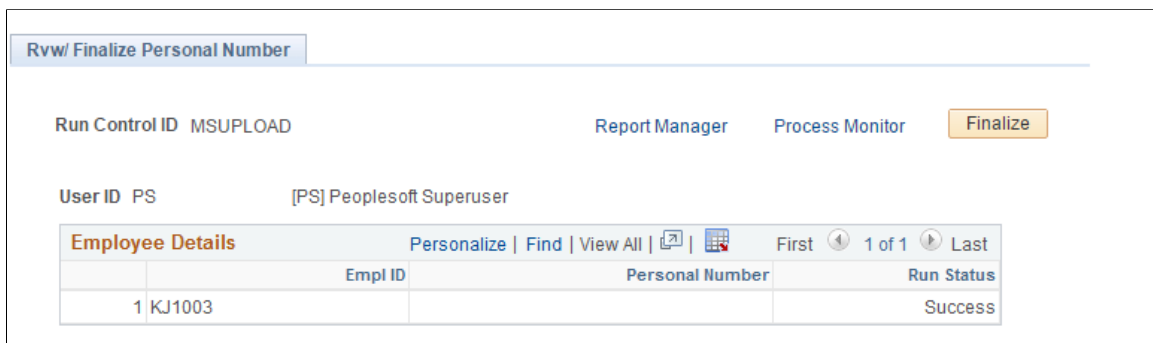 Rvw/ Finalize Personal Number
Run Control ID MSUPLOAD Report Manager Process Monitor Finalize
User ID PS [PS] Peoplesoft Superuser
Employee Details Personalize | Find | View All | | First 1 of 1 Last
Empl ID Personal Number Run Status
1 KJ1003 Success